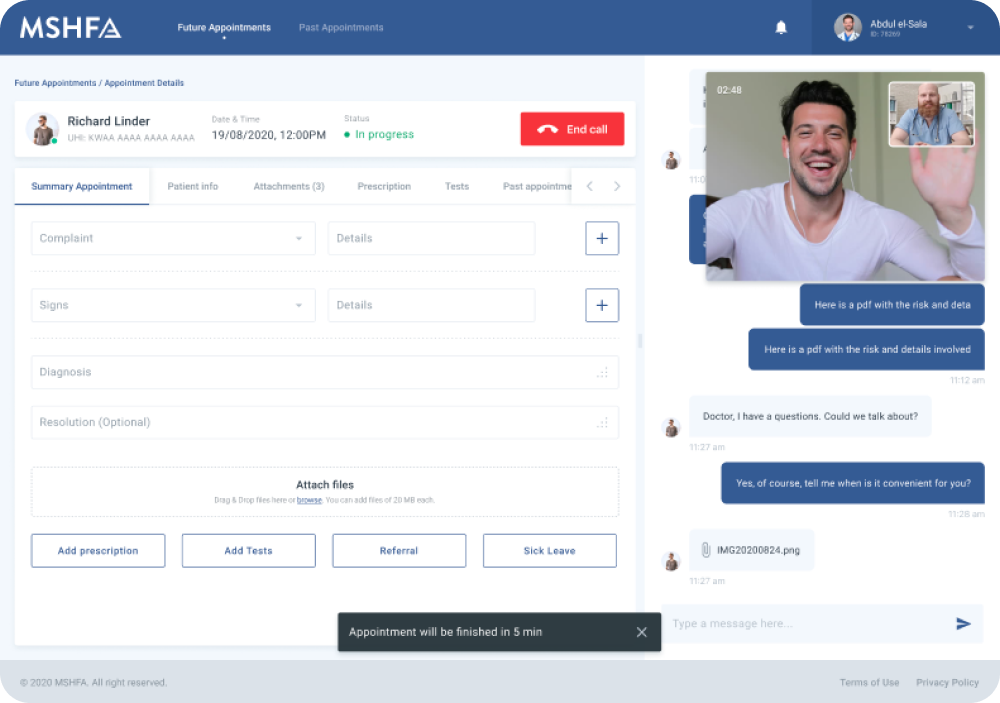 MSHFA
Future Appointments
Past Appointments
Abdul el-Sala
ID: 78269
Future Appointments / Appointment Details
Richard Linder
UHI: KWAA AAAA AAAA AAAA
Date & Time
19/08/2020, 12:00PM
Status
In progress
End call
Summary Appointment
Patient info
Attachments (3)
Prescription
Tests
Past appointme
Complaint
Details
Signs
Details
Diagnosis
Resolution (Optional)
Attach files
Drag & Drop files here or browse. You can add files of 20 MB each.
Add prescription
Add Tests
Referral
Sick Leave
02:48
Here is a pdf with the risk and deta
Here is a pdf with the risk and details involved
11:12 am
Doctor, I have a questions. Could we talk about?
11:27 am
Yes, of course, tell me when is it convenient for you?
11:28 am
IMG20200824.png
11:27 am
Type a message here...
Appointment will be finished in 5 min
© 2020 MSHFA. All right reserved.
Terms of Use
Privacy Policy